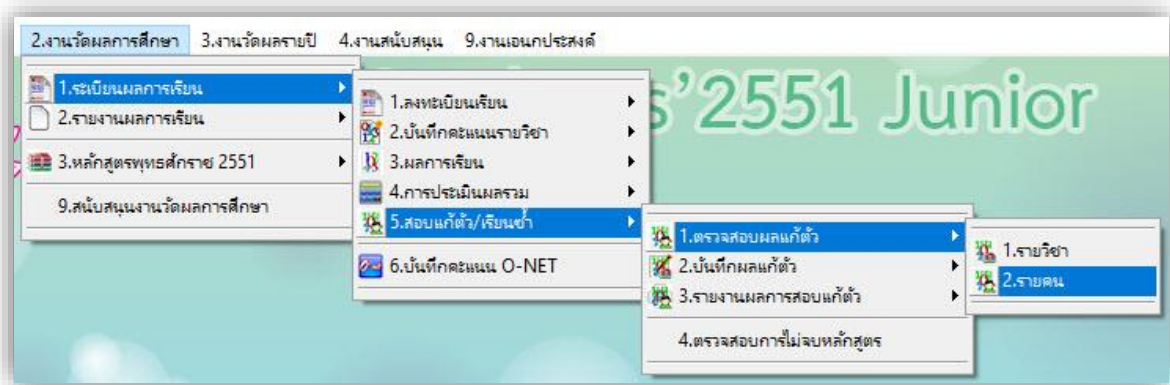 2.งานวัดผลการศึกษา 3.งานวัดผลรายปี 4.งานสนับสนุน 9.งานเอนกประสงค์
s’2551 Junior
1.ระเบียนผลการเรียน
2.รายงานผลการเรียน
3.หลักสูตรพุทธศักราช 2551
9.สนับสนุนงานวัดผลการศึกษา
1.ลงทะเบียนเรียน
2.บันทึกคะแนนรายวิชา
3.ผลการเรียน
4.การประเมินผลรวม
5.สอบแก้ตัว/เรียนซ้ำ
6.บันทึกคะแนน O-NET
1.ตรวจสอบผลแก้ตัว
2.บันทึกผลแก้ตัว
3.รายงานผลการสอบแก้ตัว
4.ตรวจสอบการไม่จบหลักสูตร
1.รายวิชา
2.รายคน